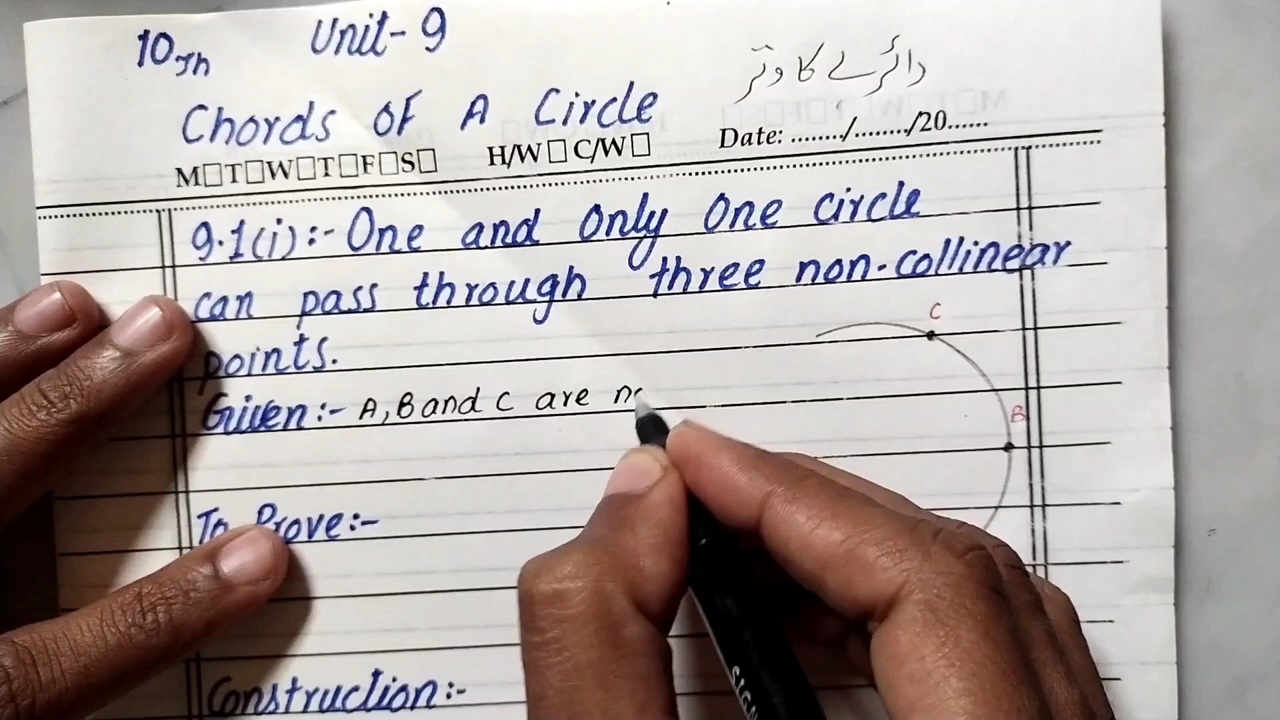 10Th Unit-9
دائرے کا وتر
Chords OF A Circle
M□T□W□T□F□S□ H/W□ C/W□ Date: ......../......../20......
9.1(i):- One and only One circle
can pass through three non-collinear
points.
C
Given:- A,B and C are no
B
To Prove:-
Construction:-